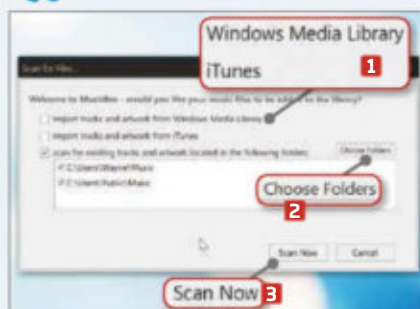 Windows Media Library
iTunes
1
Scan for Files...
Welcome to MusicBee - would you like your music files to be added to the library?
Import tracks and artwork from Windows Media Library
Import tracks and artwork from iTunes
scan for existing tracks and artwork located in the following folders:
Choose Folders
C:\Users\Wayne\Music
C:\Users\Public\Music
Choose Folders
2
Scan Now
Cancel
Scan Now
3